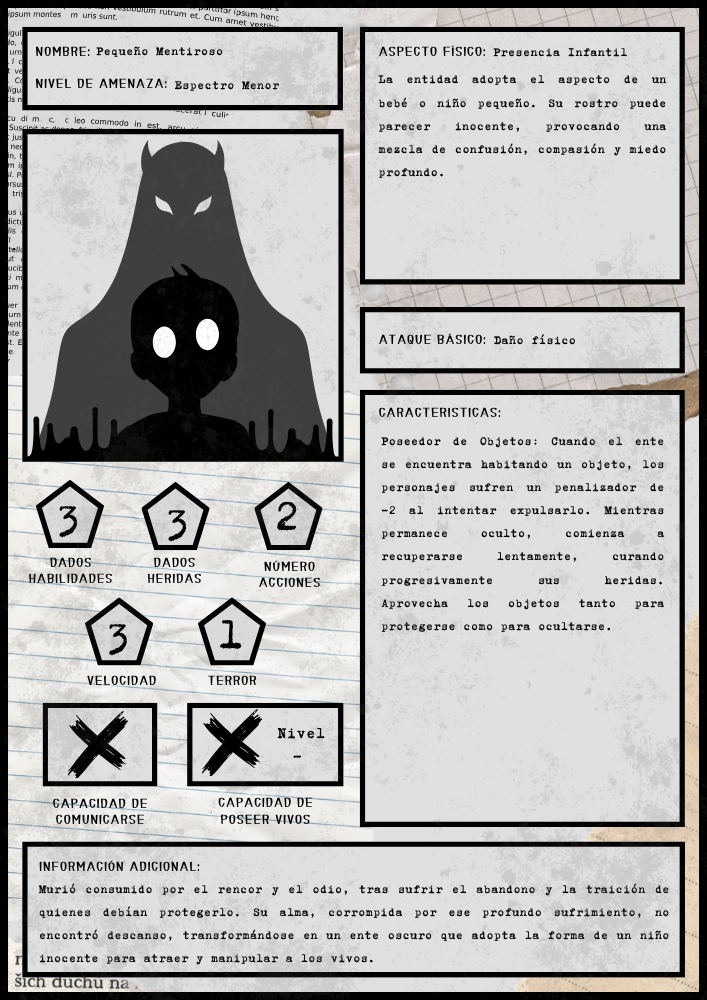 NOMBRE: Pequeño Mentiroso
NIVEL DE AMENAZA: Espectro Menor
ASPECTO FÍSICO: Presencia Infantil
La entidad adopta el aspecto de un
bebé o niño pequeño. Su rostro puede
parecer inocente, provocando una
mezcla de confusión, compasión y miedo
profundo.
ATAQUE BÁSICO: Daño físico
CARACTERISTICAS:
Poseedor de Objetos: Cuando el ente
se encuentra habitando un objeto, los
personajes sufren un penalizador de
-2 al intentar expulsarlo. Mientras
permanece oculto, comienza a
recuperarse lentamente, curando
progresivamente sus heridas.
Aprovecha los objetos tanto para
protegerse como para ocultarse.
3
3
2
DADOS
HABILIDADES
DADOS
HERIDAS
NÚMERO
ACCIONES
3
1
VELOCIDAD
TERROR
Nivel
-
CAPACIDAD DE
COMUNICARSE
CAPACIDAD DE
POSEER VIVOS
INFORMACIÓN ADICIONAL:
Murió consumido por el rencor y el odio, tras sufrir el abandono y la traición de
quienes debían protegerlo. Su alma, corrompida por ese profundo sufrimiento, no
encontró descanso, transformándose en un ente oscuro que adopta la forma de un niño
inocente para atraer y manipular a los vivos.
šich duchu na